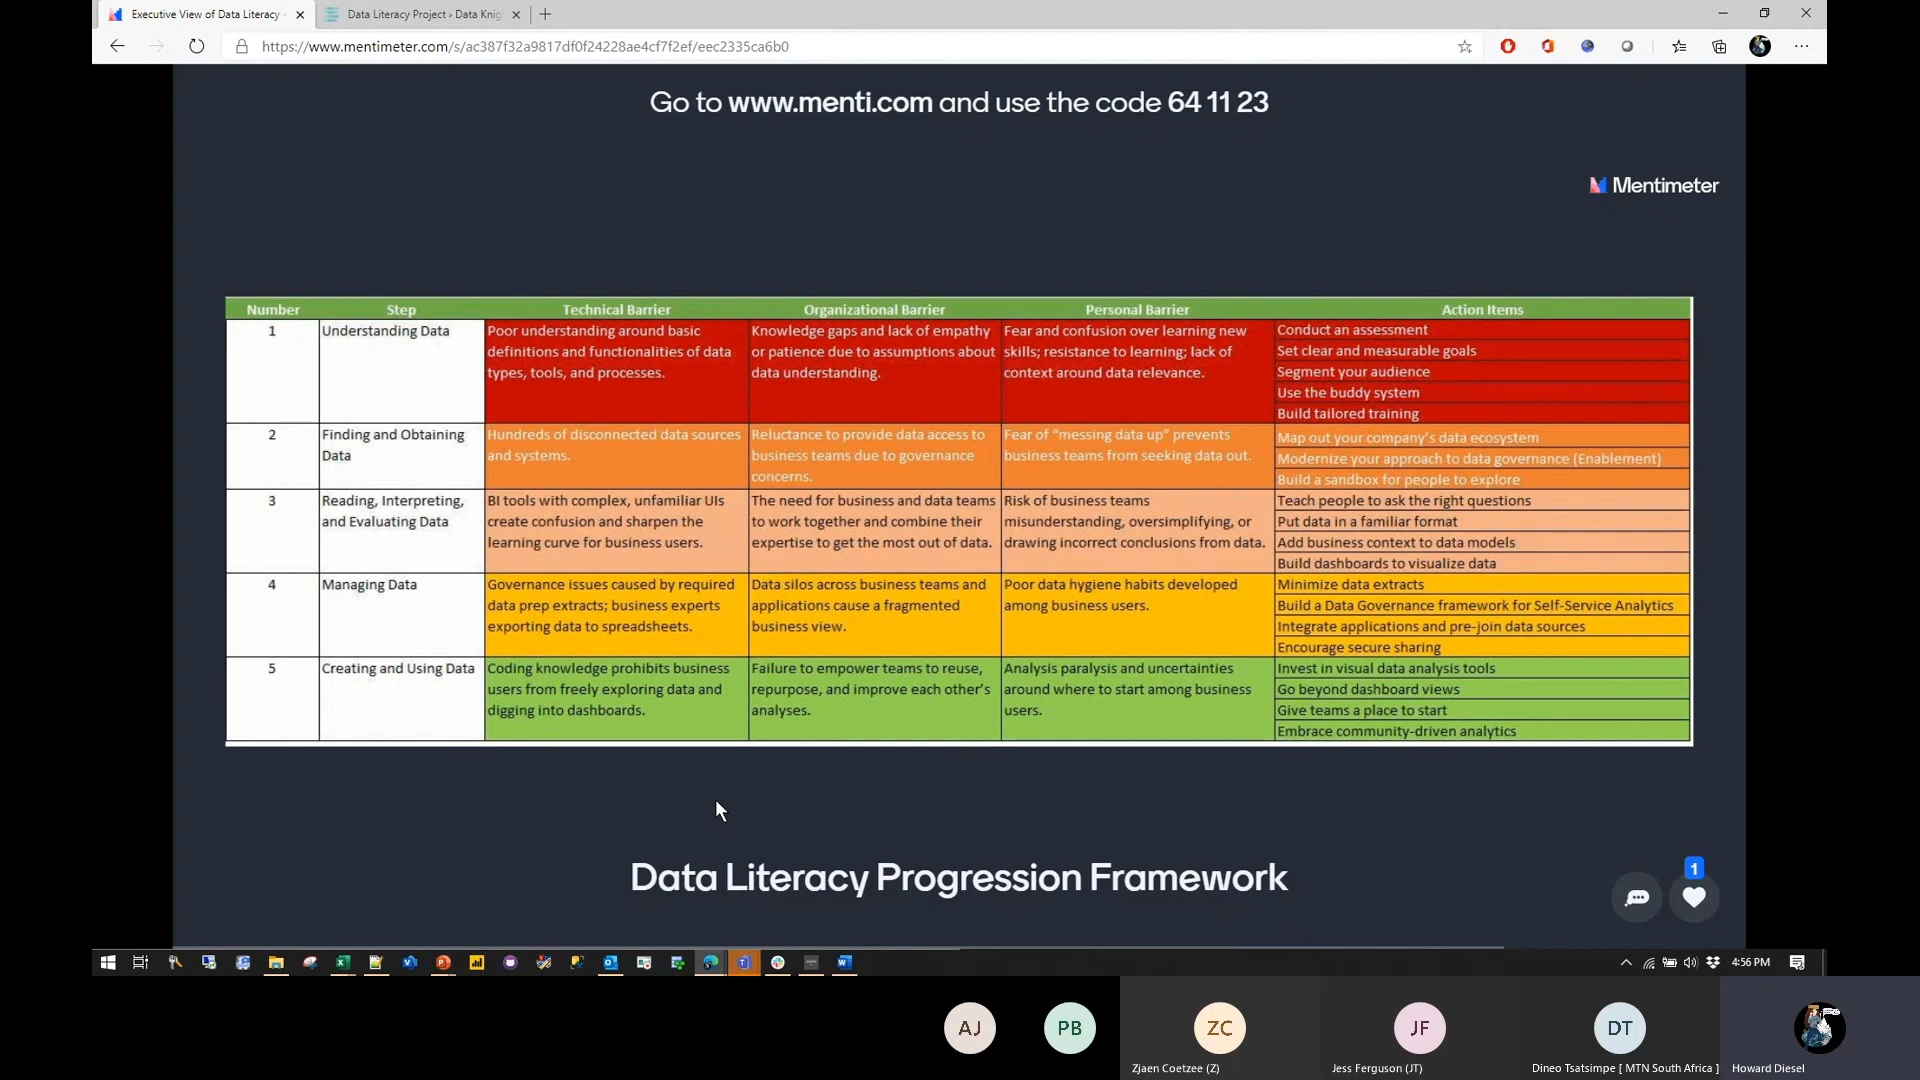 Executive View of Data Literacy -
Data Literacy Project › Data Knig
https://www.mentimeter.com/s/ac387f32a9817df0f24228ae4cf7f2ef/eec2335ca6b0
Go to www.menti.com and use the code 64 11 23
Mentimeter
Number Step Technical Barrier Organizational Barrier Personal Barrier Action Items
1
Understanding Data
Poor understanding around basic
definitions and functionalities of data
types, tools, and processes.
Knowledge gaps and lack of empathy
or patience due to assumptions about
data understanding.
Fear and confusion over learning new
skills; resistance to learning; lack of
context around data relevance.
Conduct an assessment
Set clear and measurable goals
Segment your audience
Use the buddy system
Build tailored training
2
Finding and Obtaining
Data
Hundreds of disconnected data sources
and systems.
Reluctance to provide data access to
business teams due to governance
concerns.
Fear of “messing data up” prevents
business teams from seeking data out.
Map out your company’s data ecosystem
Modernize your approach to data governance (Enablement)
Build a sandbox for people to explore
3
Reading, Interpreting,
and Evaluating Data
BI tools with complex, unfamiliar UIs
create confusion and sharpen the
learning curve for business users.
The need for business and data teams
to work together and combine their
expertise to get the most out of data.
Risk of business teams
misunderstanding, oversimplifying, or
drawing incorrect conclusions from data.
Teach people to ask the right questions
Put data in a familiar format
Add business context to data models
Build dashboards to visualize data
4
Managing Data
Governance issues caused by required
data prep extracts; business experts
exporting data to spreadsheets.
Data silos across business teams and
applications cause a fragmented
business view.
Poor data hygiene habits developed
among business users.
Minimize data extracts
Build a Data Governance framework for Self-Service Analytics
Integrate applications and pre-join data sources
Encourage secure sharing
5
Creating and Using Data
Coding knowledge prohibits business
users from freely exploring data and
digging into dashboards.
Failure to empower teams to reuse,
repurpose, and improve each other’s
analyses.
Analysis paralysis and uncertainties
around where to start among business
users.
Invest in visual data analysis tools
Go beyond dashboard views
Give teams a place to start
Embrace community-driven analytics
Data Literacy Progression Framework
1
4:56 PM
AJ
PB
ZC
JF
DT
Zjaen Coetzee (Z)
Jess Ferguson (JT)
Dineo Tsatsimpe [ MTN South Africa ]
Howard Diesel